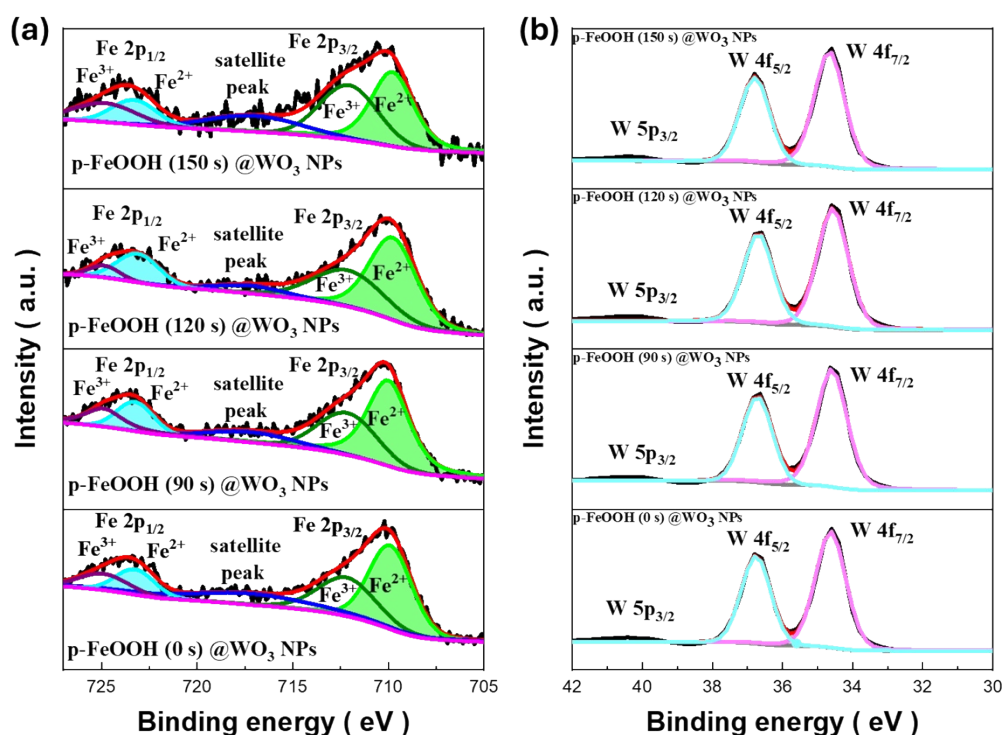 (a)
Fe 2p1/2
Fe3+
Fe2+
satellite
peak
Fe 2p3/2
Fe3+
Fe2+
p-FeOOH (150 s) @WO3 NPs
Fe 2p1/2
Fe3+
Fe2+
satellite
peak
Fe 2p3/2
Fe3+
Fe2+
p-FeOOH (120 s) @WO3 NPs
Fe 2p1/2
Fe3+
Fe2+
satellite
peak
Fe 2p3/2
Fe3+
Fe2+
p-FeOOH (90 s) @WO3 NPs
Fe 2p1/2
Fe3+
Fe2+
satellite
peak
Fe 2p3/2
Fe3+
Fe2+
p-FeOOH (0 s) @WO3 NPs
725 720 715 710 705
Binding energy ( eV )
Intensity ( a.u. )
(b)
p-FeOOH (150 s) @WO3 NPs
W 4f5/2
W 4f7/2
W 5p3/2
p-FeOOH (120 s) @WO3 NPs
W 4f5/2
W 4f7/2
W 5p3/2
p-FeOOH (90 s) @WO3 NPs
W 4f5/2
W 4f7/2
W 5p3/2
p-FeOOH (0 s) @WO3 NPs
W 4f5/2
W 4f7/2
W 5p3/2
42 40 38 36 34 32 30
Binding energy ( eV )
Intensity ( a.u. )